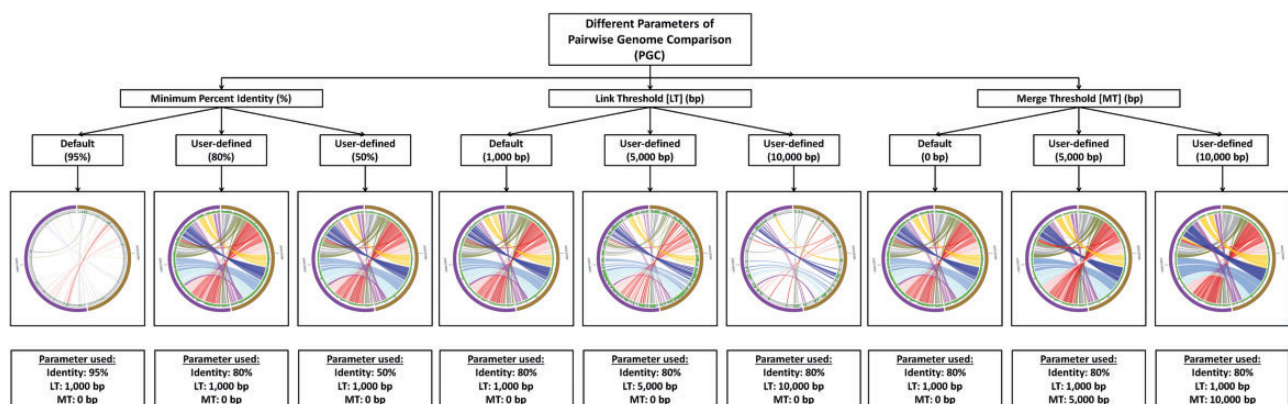 Different Parameters of
Pairwise Genome Comparison
(PGC)
Minimum Percent Identity (%)
Link Threshold [LT] (bp)
Merge Threshold [MT] (bp)
Default
(95%)
User-defined
(80%)
User-defined
(50%)
Default
(1,000 bp)
User-defined
(5,000 bp)
User-defined
(10,000 bp)
Default
(0 bp)
User-defined
(5,000 bp)
User-defined
(10,000 bp)
Parameter used:
Identity: 95%
LT: 1,000 bp
MT: 0 bp
Parameter used:
Identity: 80%
LT: 1,000 bp
MT: 0 bp
Parameter used:
Identity: 50%
LT: 1,000 bp
MT: 0 bp
Parameter used:
Identity: 80%
LT: 1,000 bp
MT: 0 bp
Parameter used:
Identity: 80%
LT: 5,000 bp
MT: 0 bp
Parameter used:
Identity: 80%
LT: 10,000 bp
MT: 0 bp
Parameter used:
Identity: 80%
LT: 1,000 bp
MT: 0 bp
Parameter used:
Identity: 80%
LT: 1,000 bp
MT: 5,000 bp
Parameter used:
Identity: 80%
LT: 1,000 bp
MT: 10,000 bp